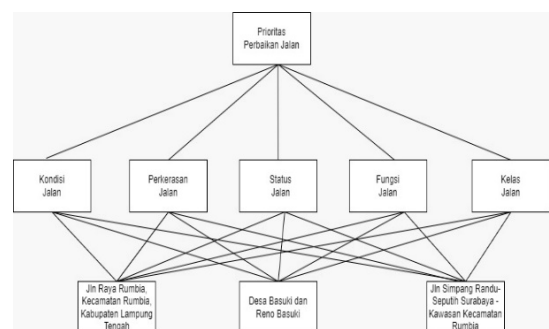 Prioritas
Perbaikan Jalan
Kondisi
Jalan
Perkerasan
Jalan
Status
Jalan
Fungsi
Jalan
Kelas
Jalan
Jln Raya Rumbia,
Kecamatan Rumbia,
Kabupaten Lampung
Tengah
Desa Basuki dan
Reno Basuki
Jln Simpang Randu-
Seputih Surabaya -
Kawasan Kecamatan
Rumbia